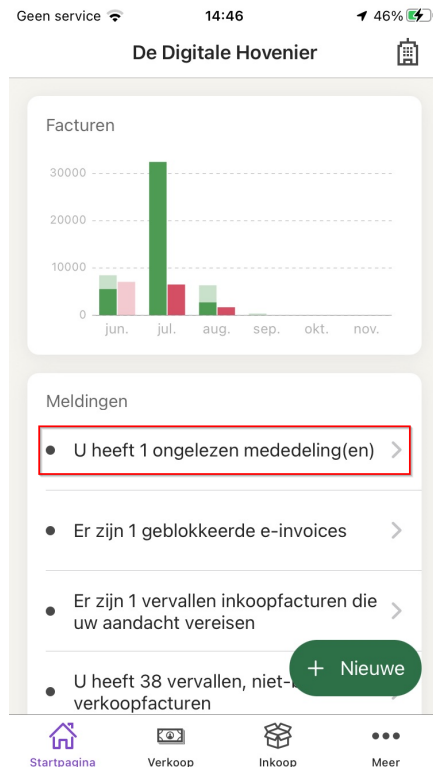 Geen service 14:46 46%
De Digitale Hovenier
Facturen
30000
20000
10000
0
jun. jul. aug. sep. okt. nov.
Meldingen
U heeft 1 ongelezen mededeling(en)
Er zijn 1 geblokkeerde e-invoices
Er zijn 1 vervallen inkoopfacturen die
uw aandacht vereisen
+ Nieuwe
U heeft 38 vervallen,
verkoopfacturen
Startpagina Verkoop Inkoop Meer